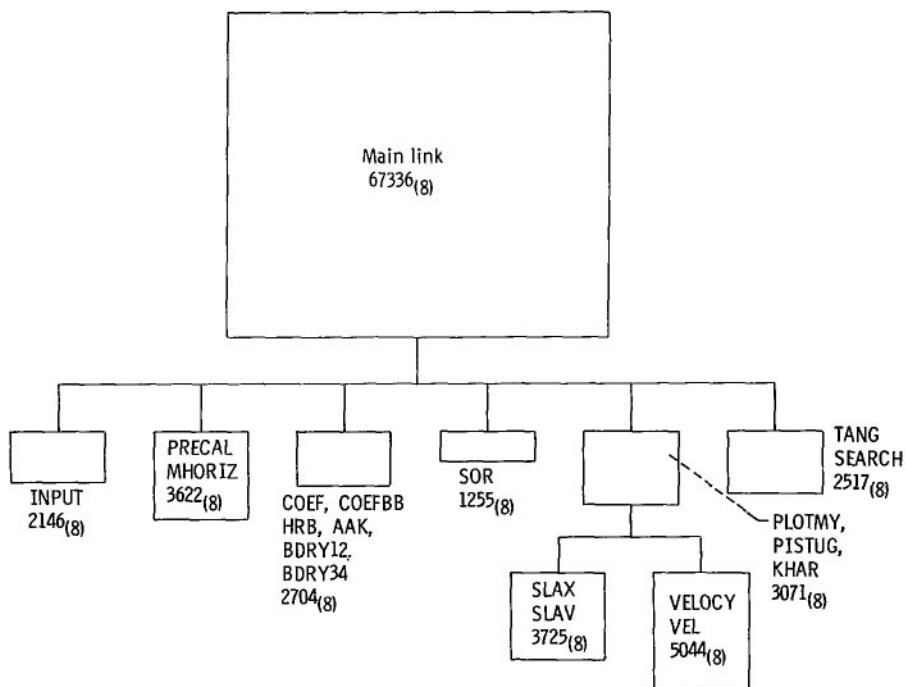 Main link
67336(8)
INPUT
2146(8)
PRECAL
MHORIZ
3622(8)
COEF, COEFBB
HRB, AAK,
BDRY12,
BDRY34
2704(8)
SOR
1255(8)
TANG
SEARCH
2517(8)
PLOTMY,
PISTUG,
KHAR
3071(8)
SLAX
SLAV
3725(8)
VELOCY
VEL
5044(8)